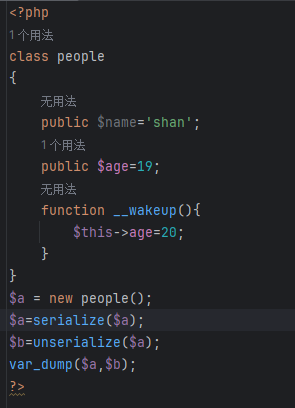 <?php
1 个用法
class people
{
无用法
public $name='shan';
1 个用法
public $age=19;
无用法
function __wakeup(){
$this->age=20;
}
}
$a = new people();
$a=serialize($a);
$b=unserialize($a);
var_dump($a,$b);
?>